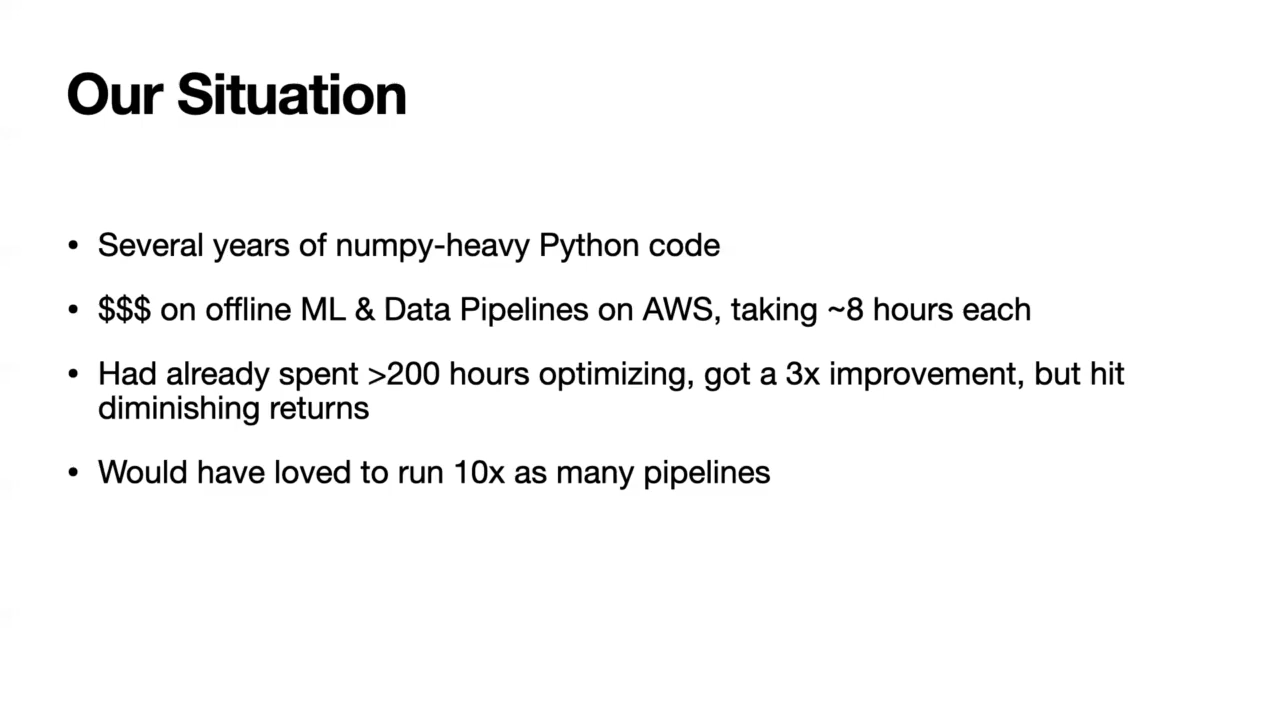 Our Situation
• Several years of numpy-heavy Python code
• $$$ on offline ML & Data Pipelines on AWS, taking ~8 hours each
• Had already spent >200 hours optimizing, got a 3x improvement, but hit
diminishing returns
• Would have loved to run 10x as many pipelines